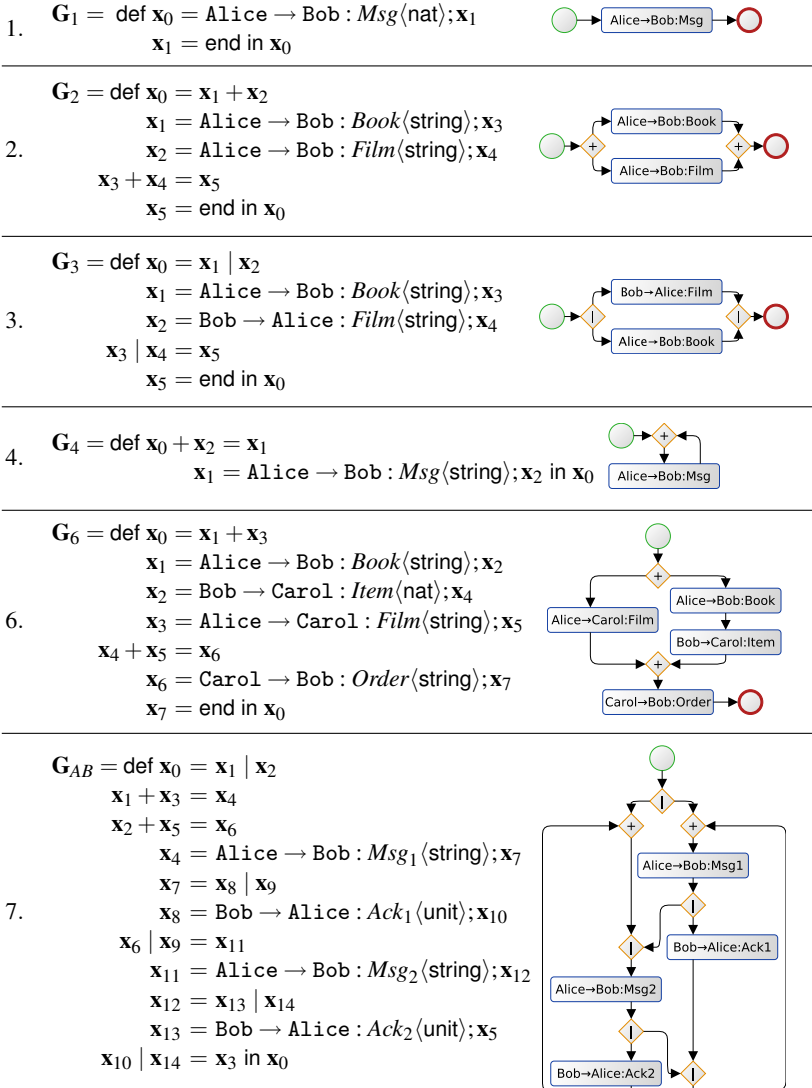 1.
G₁ = def x₀ = Alice → Bob : Msg⟨nat⟩; x₁
x₁ = end in x₀
Alice→Bob:Msg
2.
G₂ = def x₀ = x₁ + x₂
x₁ = Alice → Bob : Book⟨string⟩; x₃
x₂ = Alice → Bob : Film⟨string⟩; x₄
x₃ + x₄ = x₅
x₅ = end in x₀
Alice→Bob:Book
+ +
Alice→Bob:Film
3.
G₃ = def x₀ = x₁ | x₂
x₁ = Alice → Bob : Book⟨string⟩; x₃
x₂ = Bob → Alice : Film⟨string⟩; x₄
x₃ | x₄ = x₅
x₅ = end in x₀
Bob→Alice:Film
| |
Alice→Bob:Book
4.
G₄ = def x₀ + x₂ = x₁
x₁ = Alice → Bob : Msg⟨string⟩; x₂ in x₀
+
Alice→Bob:Msg
6.
G₆ = def x₀ = x₁ + x₃
x₁ = Alice → Bob : Book⟨string⟩; x₂
x₂ = Bob → Carol : Item⟨nat⟩; x₄
x₃ = Alice → Carol : Film⟨string⟩; x₅
x₄ + x₅ = x₆
x₆ = Carol → Bob : Order⟨string⟩; x₇
x₇ = end in x₀
+
Alice→Bob:Book
Alice→Carol:Film
Bob→Carol:Item
+
Carol→Bob:Order
7.
G_AB = def x₀ = x₁ | x₂
x₁ + x₃ = x₄
x₂ + x₅ = x₆
x₄ = Alice → Bob : Msg₁⟨string⟩; x₇
x₇ = x₈ | x₉
x₈ = Bob → Alice : Ack₁⟨unit⟩; x₁₀
x₆ | x₉ = x₁₁
x₁₁ = Alice → Bob : Msg₂⟨string⟩; x₁₂
x₁₂ = x₁₃ | x₁₄
x₁₃ = Bob → Alice : Ack₂⟨unit⟩; x₅
x₁₀ | x₁₄ = x₃ in x₀
|
+ +
Alice→Bob:Msg1
|
| Bob→Alice:Ack1
Alice→Bob:Msg2
|
Bob→Alice:Ack2 |